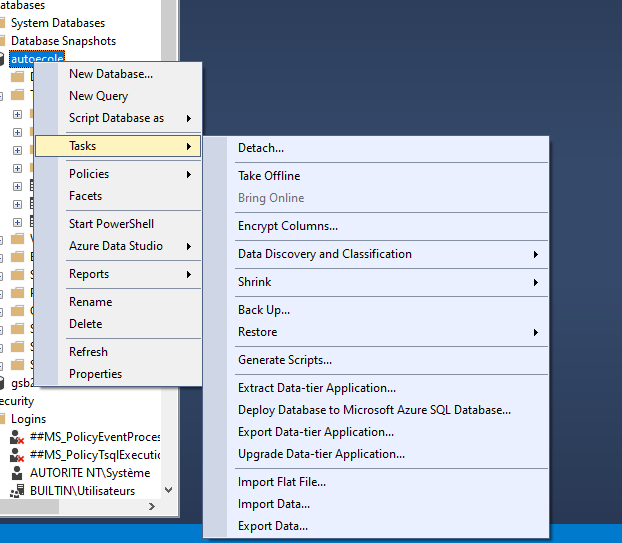 atabases
System Databases
Database Snapshots
autoecole
New Database...
New Query
Script Database as
Tasks
Policies
Facets
Start PowerShell
Azure Data Studio
Reports
Rename
Delete
Refresh
Properties
Detach...
Take Offline
Bring Online
Encrypt Columns...
Data Discovery and Classification
Shrink
Back Up...
Restore
Generate Scripts...
Extract Data-tier Application...
Deploy Database to Microsoft Azure SQL Database...
Export Data-tier Application...
Upgrade Data-tier Application...
Import Flat File...
Import Data...
Export Data...
ecurity
Logins
##MS_PolicyEventProces
##MS_PolicyTsqlExecutio
AUTORITE NT\Système
BUILTIN\Utilisateurs